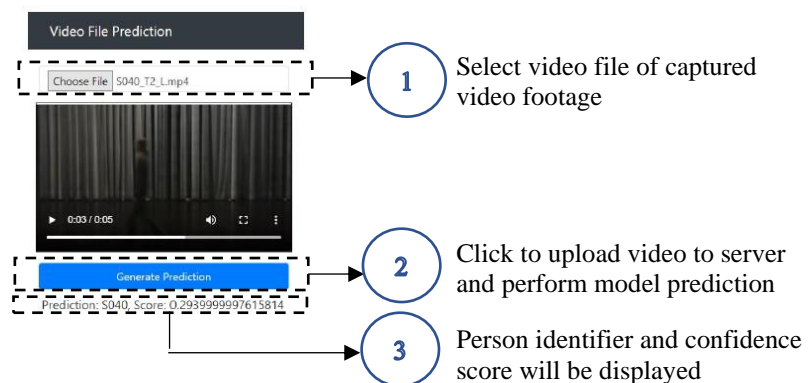 Video File Prediction
Choose File S040_T2_L.mp4
1
Select video file of captured
video footage
0:03 / 0:05
Generate Prediction
2
Click to upload video to server
and perform model prediction
Prediction: S040, Score: 0.2939999997615814
3
Person identifier and confidence
score will be displayed